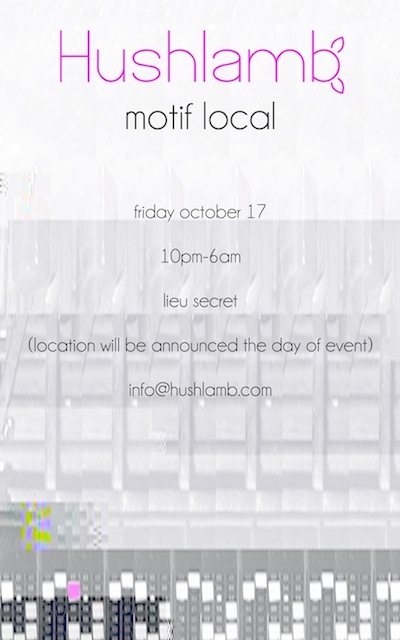 Hushlamb
motif local
friday october 17
10pm-6am
lieu secret
(location will be announced the day of event)
info@hushlamb.com